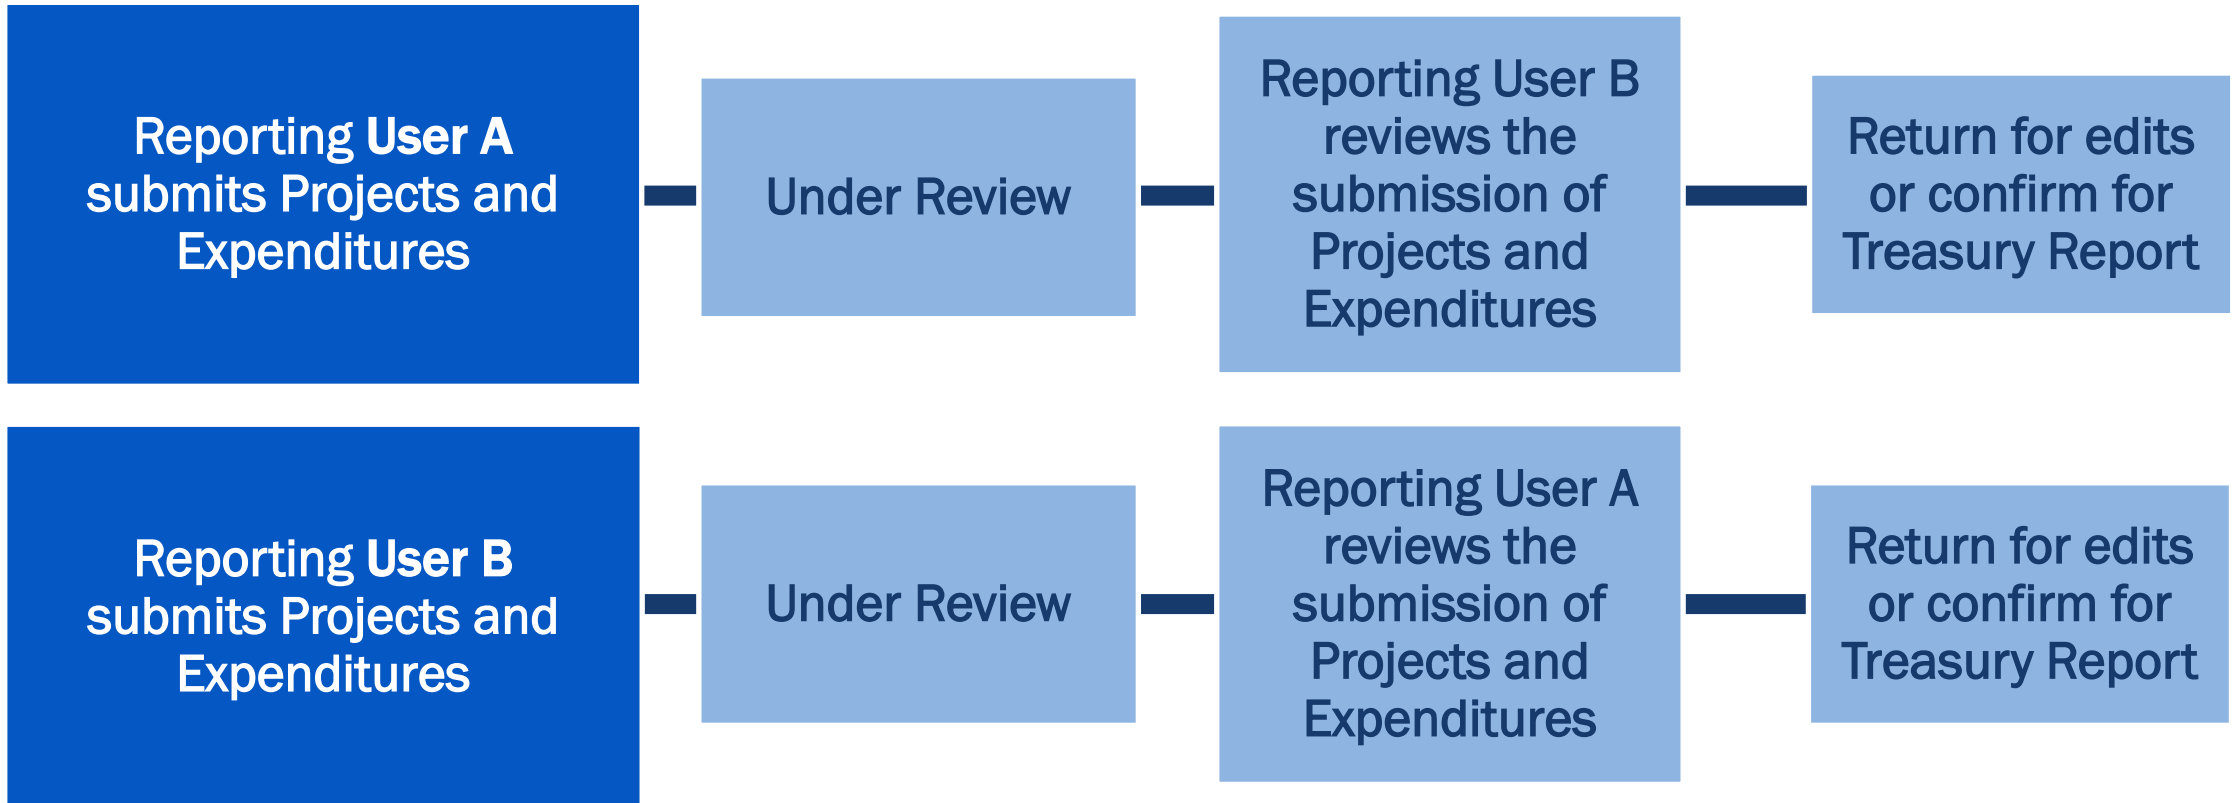 Reporting User A
submits Projects and
Expenditures
Under Review
Reporting User B
reviews the
submission of
Projects and
Expenditures
Return for edits
or confirm for
Treasury Report
Reporting User B
submits Projects and
Expenditures
Under Review
Reporting User A
reviews the
submission of
Projects and
Expenditures
Return for edits
or confirm for
Treasury Report